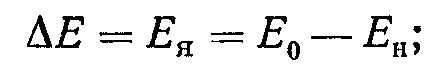 ΔE = Eя = E₀ — Eн;